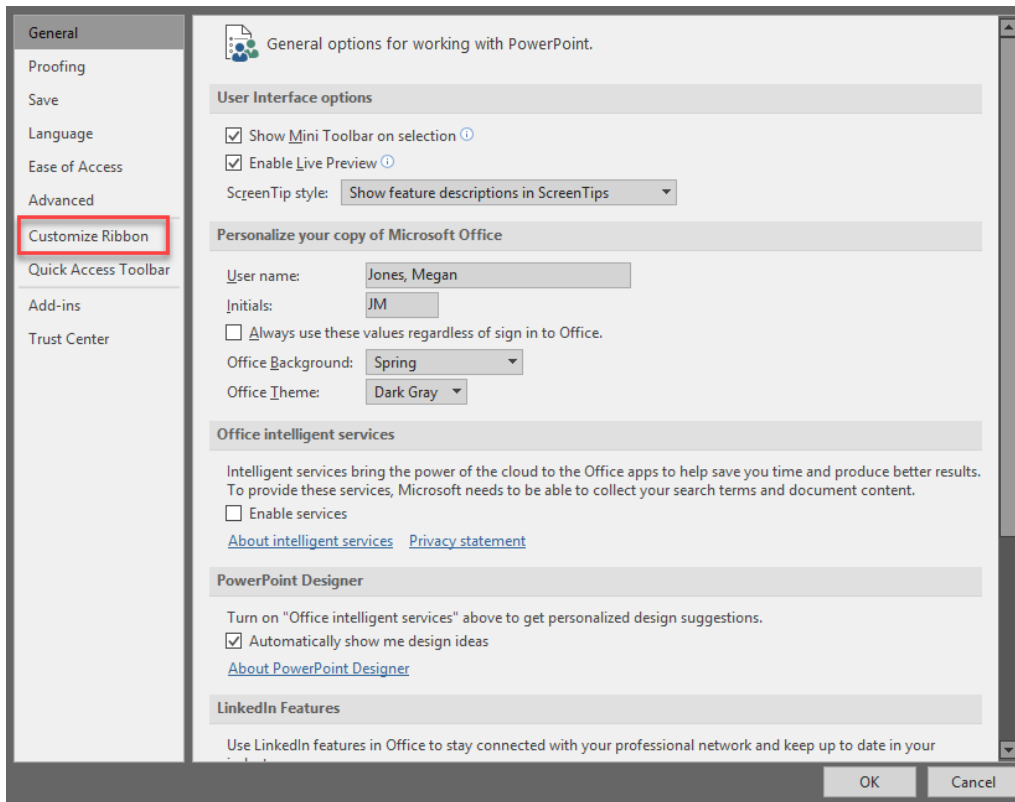 General
Proofing
Save
Language
Ease of Access
Advanced
Customize Ribbon
Quick Access Toolbar
Add-ins
Trust Center
General options for working with PowerPoint.
User Interface options
Show Mini Toolbar on selection
Enable Live Preview
ScreenTip style: Show feature descriptions in ScreenTips
Personalize your copy of Microsoft Office
User name: Jones, Megan
Initials: JM
Always use these values regardless of sign in to Office.
Office Background: Spring
Office Theme: Dark Gray
Office intelligent services
Intelligent services bring the power of the cloud to the Office apps to help save you time and produce better results.
To provide these services, Microsoft needs to be able to collect your search terms and document content.
Enable services
About intelligent services Privacy statement
PowerPoint Designer
Turn on "Office intelligent services" above to get personalized design suggestions.
Automatically show me design ideas
About PowerPoint Designer
LinkedIn Features
Use LinkedIn features in Office to stay connected with your professional network and keep up to date in your
OK Cancel